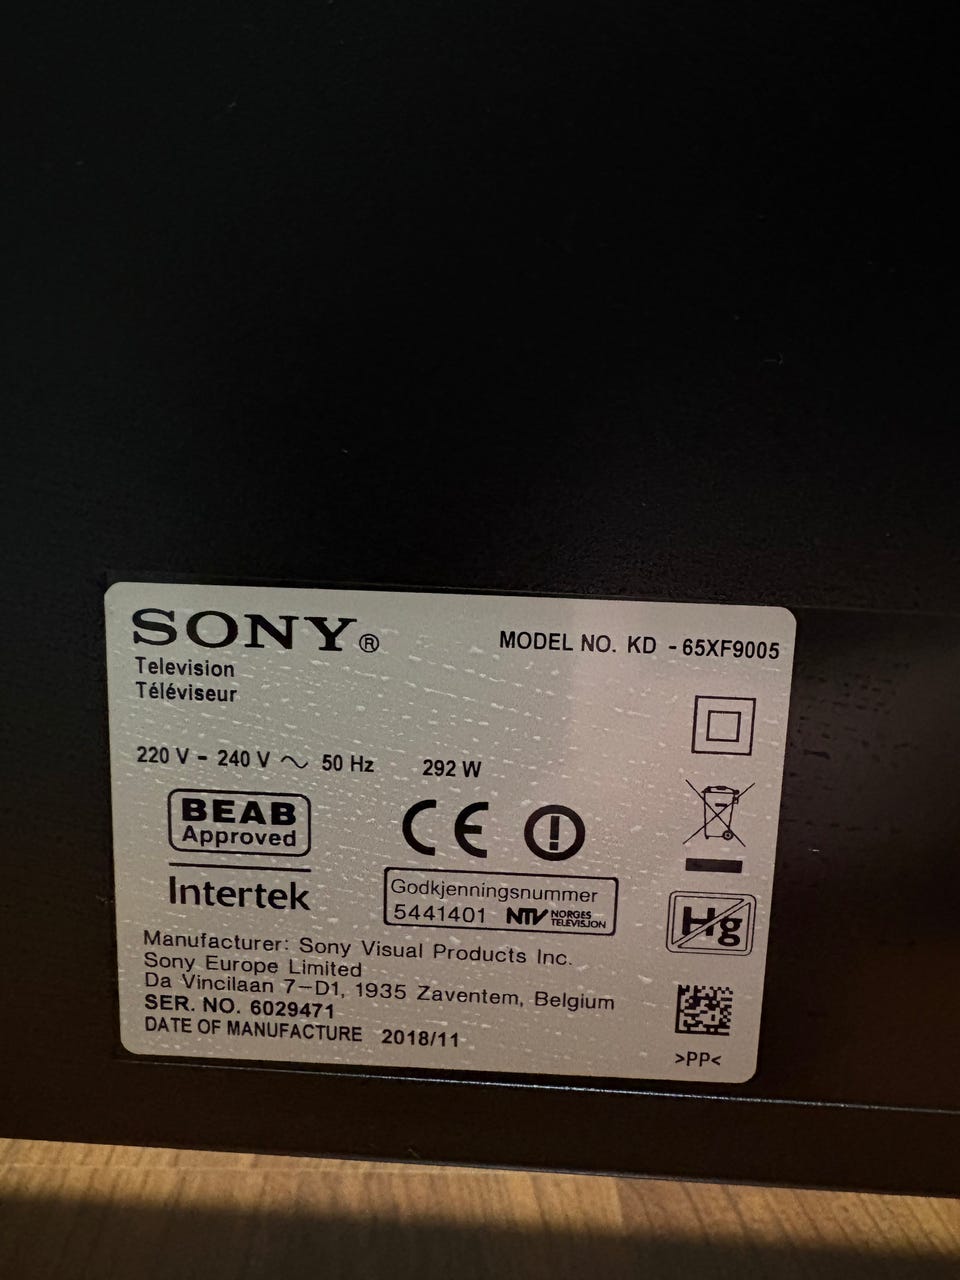 SONY®
MODEL NO. KD - 65XF9005
Television
Téléviseur
220 V - 240 V ~ 50 Hz 292 W
BEAB
Approved
Intertek
CE
Godkjenningsnummer
5441401 NTV NORGES
TELEVISJON
Hg
Manufacturer: Sony Visual Products Inc.
Sony Europe Limited
Da Vincilaan 7-D1, 1935 Zaventem, Belgium
SER. NO. 6029471
DATE OF MANUFACTURE 2018/11
>PP<